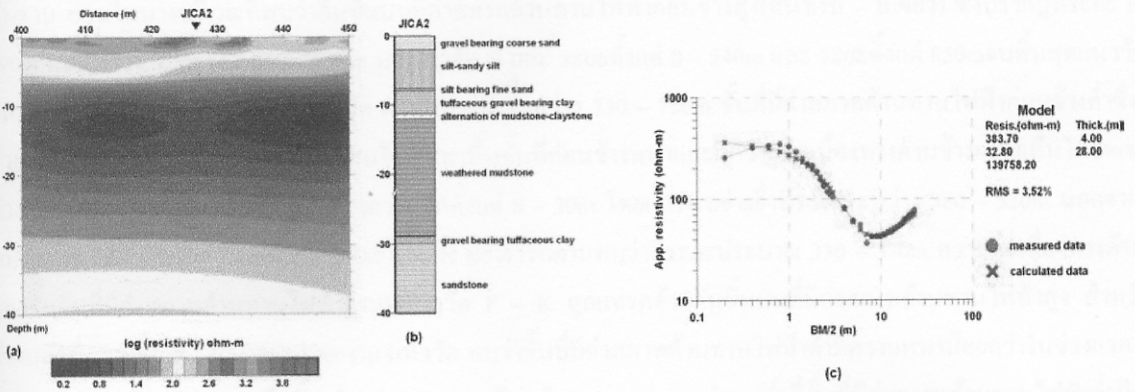 Distance (m) JICA2
400 410 420 430 440 450
0
-10
-20
-30
-40
Depth (m)
(a)
log (resistivity) ohm-m
0.2 0.8 1.4 2.0 2.6 3.2 3.8
JICA2
0
-10
-20
-30
-40
gravel bearing coarse sand
silt-sandy silt
silt bearing fine sand
tuffaceous gravel bearing clay
alternation of mudstone-claystone
weathered mudstone
gravel bearing tuffaceous clay
sandstone
(b)
App. resistivity (ohm-m)
1000
100
10
0.1 1 10 100
BM/2 (m)
Model
Resis.(ohm-m) Thick.(m)
383.70 4.00
32.80 28.00
139758.20
RMS = 3.52%
measured data
calculated data
(c)